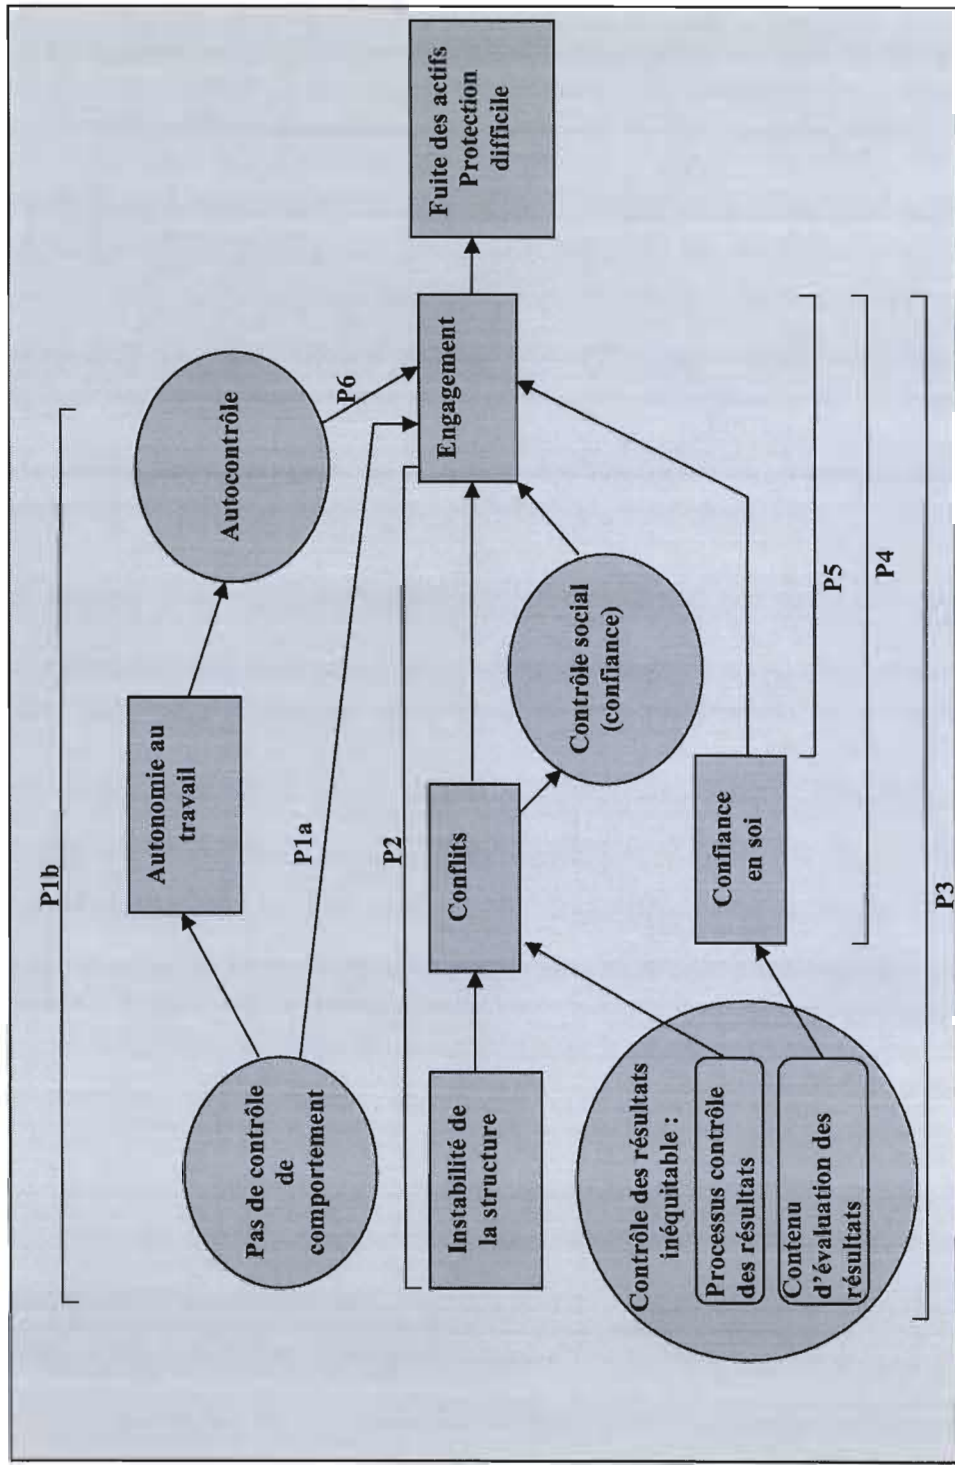 P1b
Pas de contrôle
de
comportement
Autonomie au
travail
Autocontrôle
P1a
P6
P2
Instabilité de
la structure
Conflits
Engagement
Fuite des actifs
Protection
difficile
Contrôle social
(confiance)
Contrôle des résultats
inéquitable :
Processus contrôle
des résultats
Contenu
d'évaluation des
résultats
Confiance
en soi
P5
P4
P3